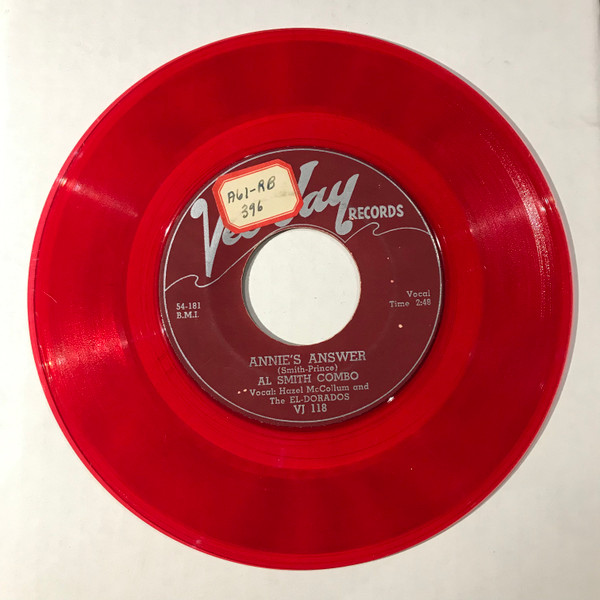 A61-RB
396
Vee Jay
RECORDS
54-181
B.M.I.
Vocal
Time 2:48
ANNIE'S ANSWER
(Smith-Prince)
AL SMITH COMBO
Vocal: Hazel McCollum and
The EL-DORADOS
VJ 118